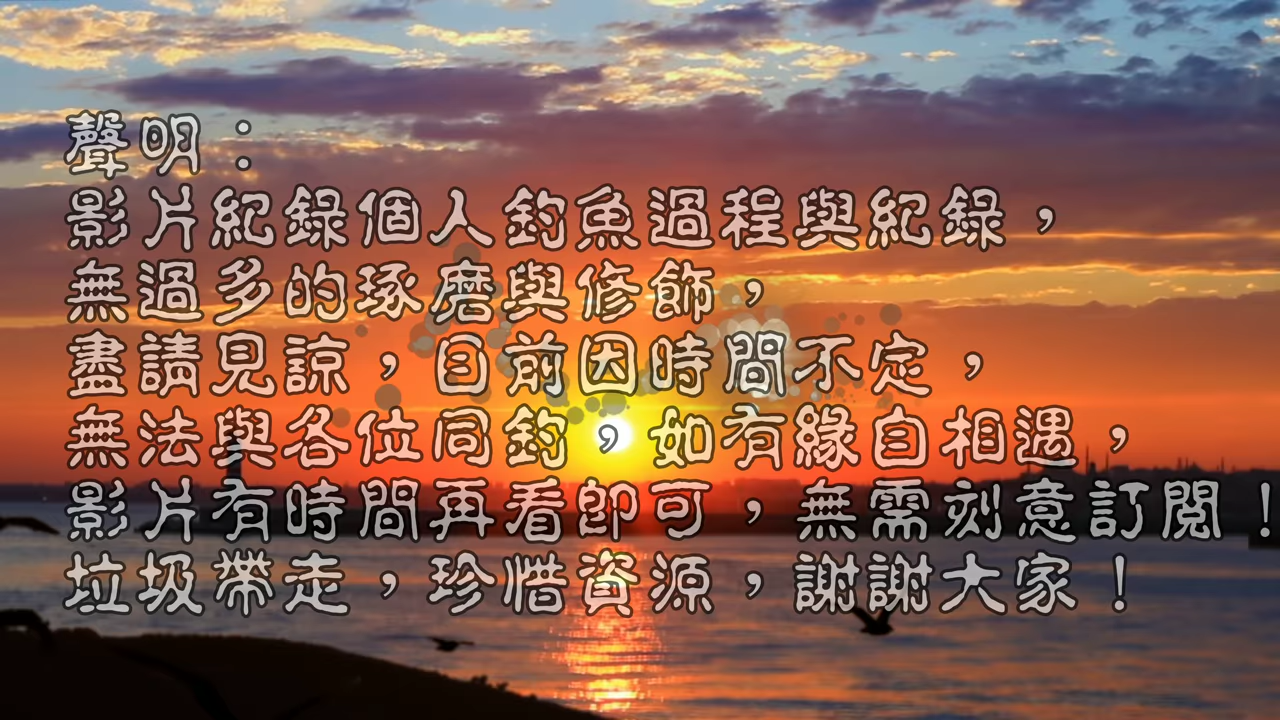 聲明：
影片紀錄個人釣魚過程與紀錄，
無過多的琢磨與修飾，
盡請見諒，目前因時間不定，
無法與各位同釣，如有緣自相遇，
影片有時間再看即可，無需刻意訂閱！
垃圾帶走，珍惜資源，謝謝大家！